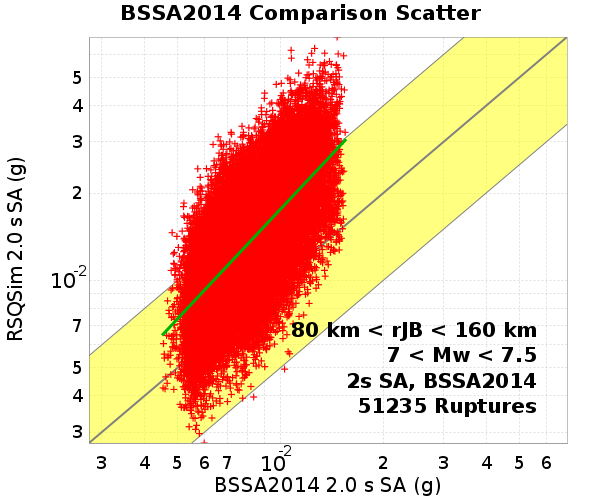 BSSA2014 Comparison Scatter
RSQSim 2.0 s SA (g)
5
4
3
2
10-2
7
5
4
3
80 km < rJB < 160 km
7 < Mw < 7.5
2s SA, BSSA2014
51235 Ruptures
3 4 5 6 7 10-2 2 3 4 5 6
BSSA2014 2.0 s SA (g)